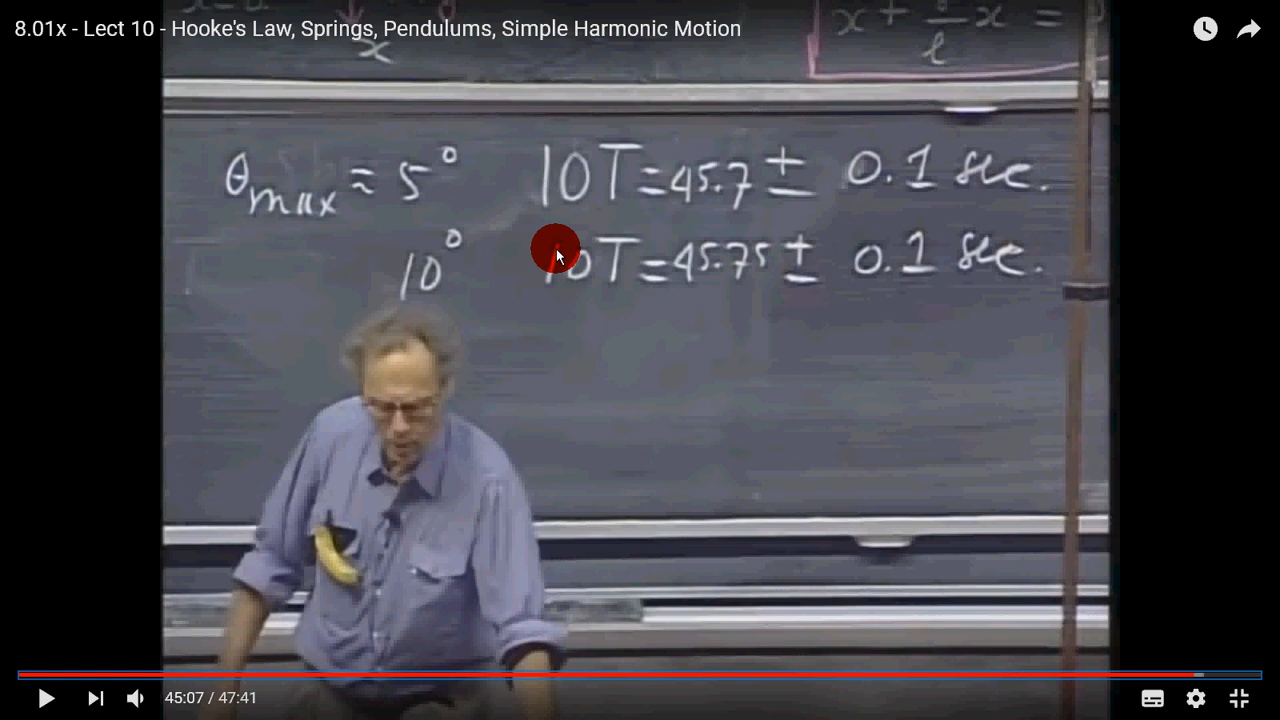 8.01x - Lect 10 - Hooke's Law, Springs, Pendulums, Simple Harmonic Motion
x
ℓ
θmax ≈ 5° 10T = 45.7 ± 0.1 sec.
10° 10T = 45.75 ± 0.1 sec.
45:07 / 47:41